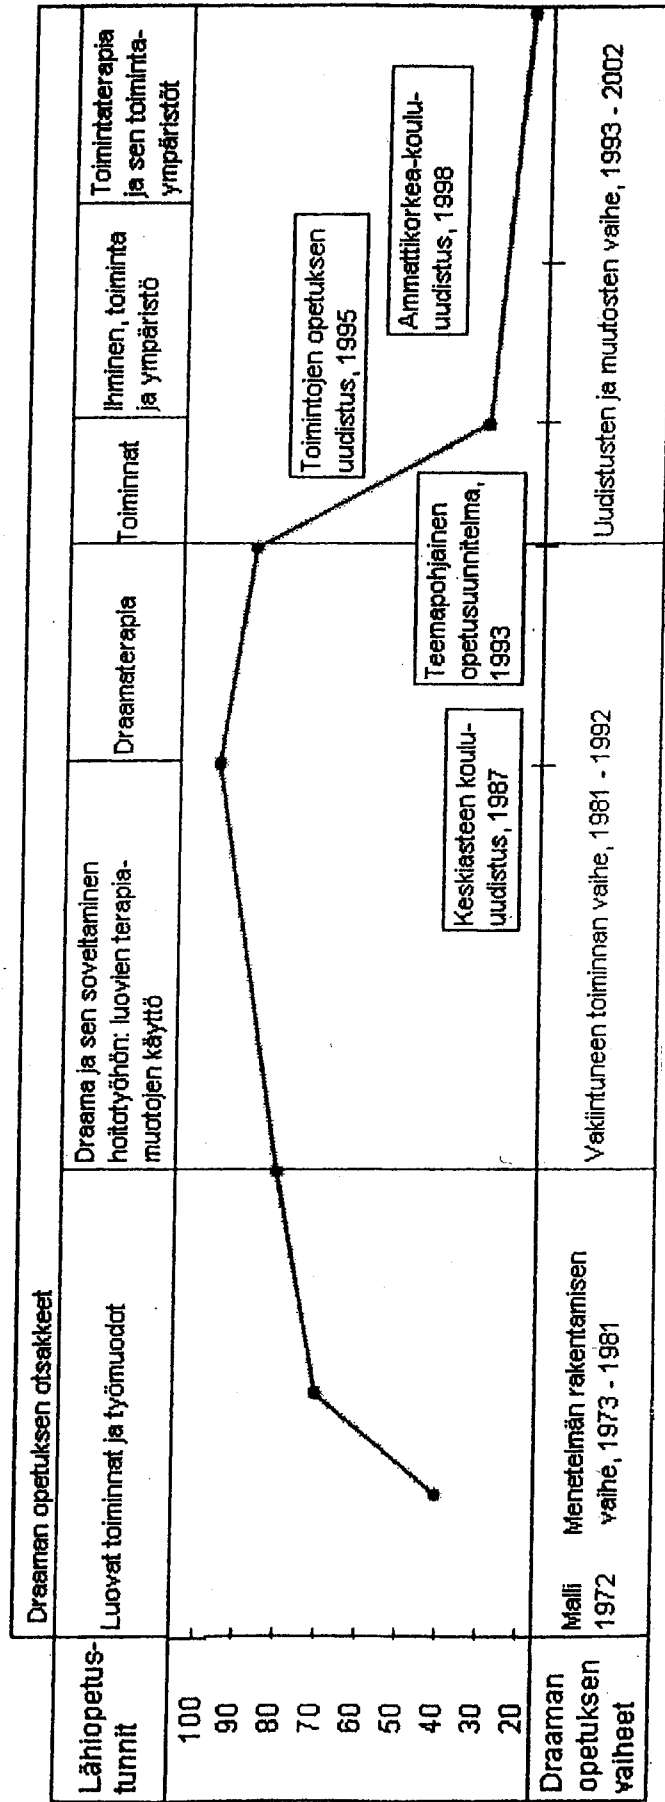 Draaman opetuksen otsakkeet
Lähiopetus-
tunnit
Luovat toiminnat ja työmuodot
Draama ja sen soveltaminen
hoitotyöhön: luovien terapia-
muotojen käyttö
Draamaterapia
Toiminnat
Ihminen, toiminta
ja ympäristö
Toimintaterapia
ja sen toiminta-
ympäristöt
100
90
80
70
60
50
40
30
20
Keskiasteen koulu-
uudistus, 1987
Teemapohjainen
opetusuunnitelma,
1993
Toimintojen opetuksen
uudistus, 1995
Ammattikorkea-koulu-
uudistus, 1998
Draaman
opetuksen
vaiheet
Malli
1972
Menetelmän rakentamisen
vaihe, 1973 - 1981
Vakiintuneen toiminnan vaihe, 1981 - 1992
Uudistusten ja muutosten vaihe, 1993 - 2002